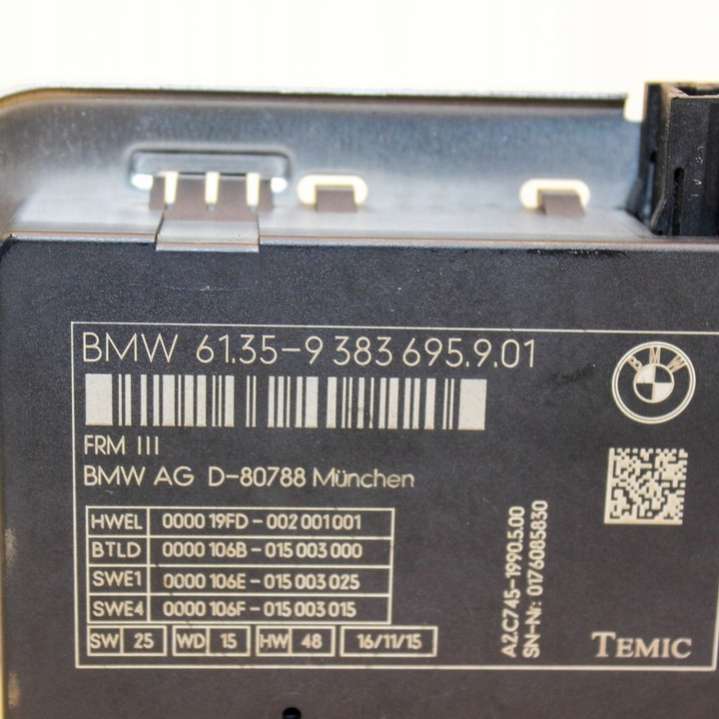 BMW 61.35-9 383 695.9.01
BMW
FRM III
BMW AG D-80788 München
HWEL 0000 19FD-002 001 001
BTLD 0000 106B-015 003 000
SWE1 0000 106E-015 003 025
SWE4 0000 106F-015 003 015
SW 25 WD 15 HW 48 16/11/15
A2C745-1990.5.00
SN-Nr: 0176085830
TEMIC